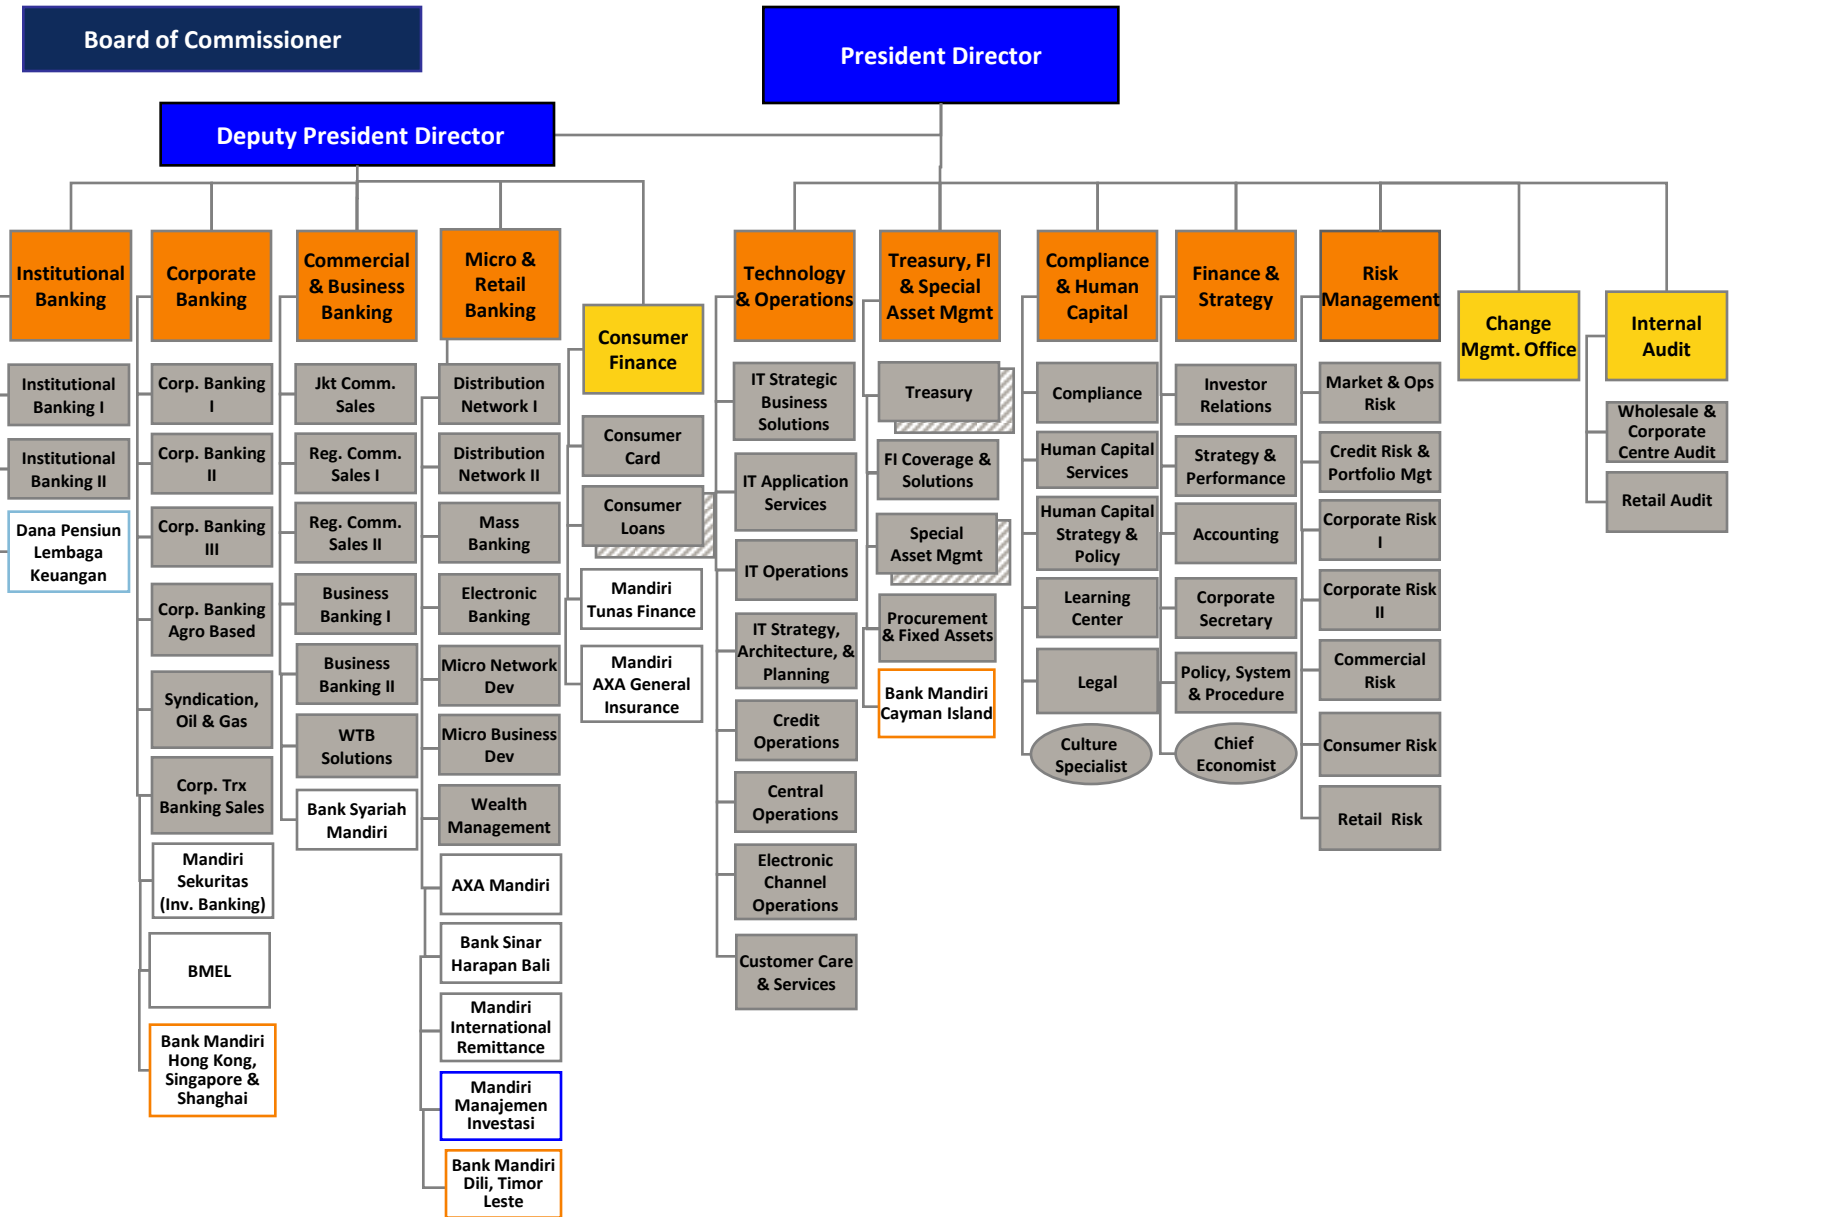 Board of Commissioner
President Director
Deputy President Director
Institutional
Banking
Institutional
Banking I
Institutional
Banking II
Dana Pensiun
Lembaga
Keuangan
Corporate
Banking
Corp. Banking
I
Corp. Banking
II
Corp. Banking
III
Corp. Banking
Agro Based
Syndication,
Oil & Gas
Corp. Trx
Banking Sales
Mandiri
Sekuritas
(Inv. Banking)
BMEL
Bank Mandiri
Hong Kong,
Singapore &
Shanghai
Commercial
& Business
Banking
Jkt Comm.
Sales
Reg. Comm.
Sales I
Reg. Comm.
Sales II
Business
Banking I
Business
Banking II
WTB
Solutions
Bank Syariah
Mandiri
Micro &
Retail
Banking
Distribution
Network I
Distribution
Network II
Mass
Banking
Electronic
Banking
Micro Network
Dev
Micro Business
Dev
Wealth
Management
AXA Mandiri
Bank Sinar
Harapan Bali
Mandiri
International
Remittance
Mandiri
Manajemen
Investasi
Bank Mandiri
Dili, Timor
Leste
Consumer
Finance
Consumer
Card
Consumer
Loans
Mandiri
Tunas Finance
Mandiri
AXA General
Insurance
Technology
& Operations
IT Strategic
Business
Solutions
IT Application
Services
IT Operations
IT Strategy,
Architecture, &
Planning
Credit
Operations
Central
Operations
Electronic
Channel
Operations
Customer Care
& Services
Treasury, FI
& Special
Asset Mgmt
Treasury
FI Coverage &
Solutions
Special
Asset Mgmt
Procurement
& Fixed Assets
Bank Mandiri
Cayman Island
Compliance
& Human
Capital
Compliance
Human Capital
Services
Human Capital
Strategy &
Policy
Learning
Center
Legal
Culture
Specialist
Finance &
Strategy
Investor
Relations
Strategy &
Performance
Accounting
Corporate
Secretary
Policy, System
& Procedure
Chief
Economist
Risk
Management
Market & Ops
Risk
Credit Risk &
Portfolio Mgt
Corporate Risk
I
Corporate Risk
II
Commercial
Risk
Consumer Risk
Retail Risk
Change
Mgmt. Office
Internal
Audit
Wholesale &
Corporate
Centre Audit
Retail Audit